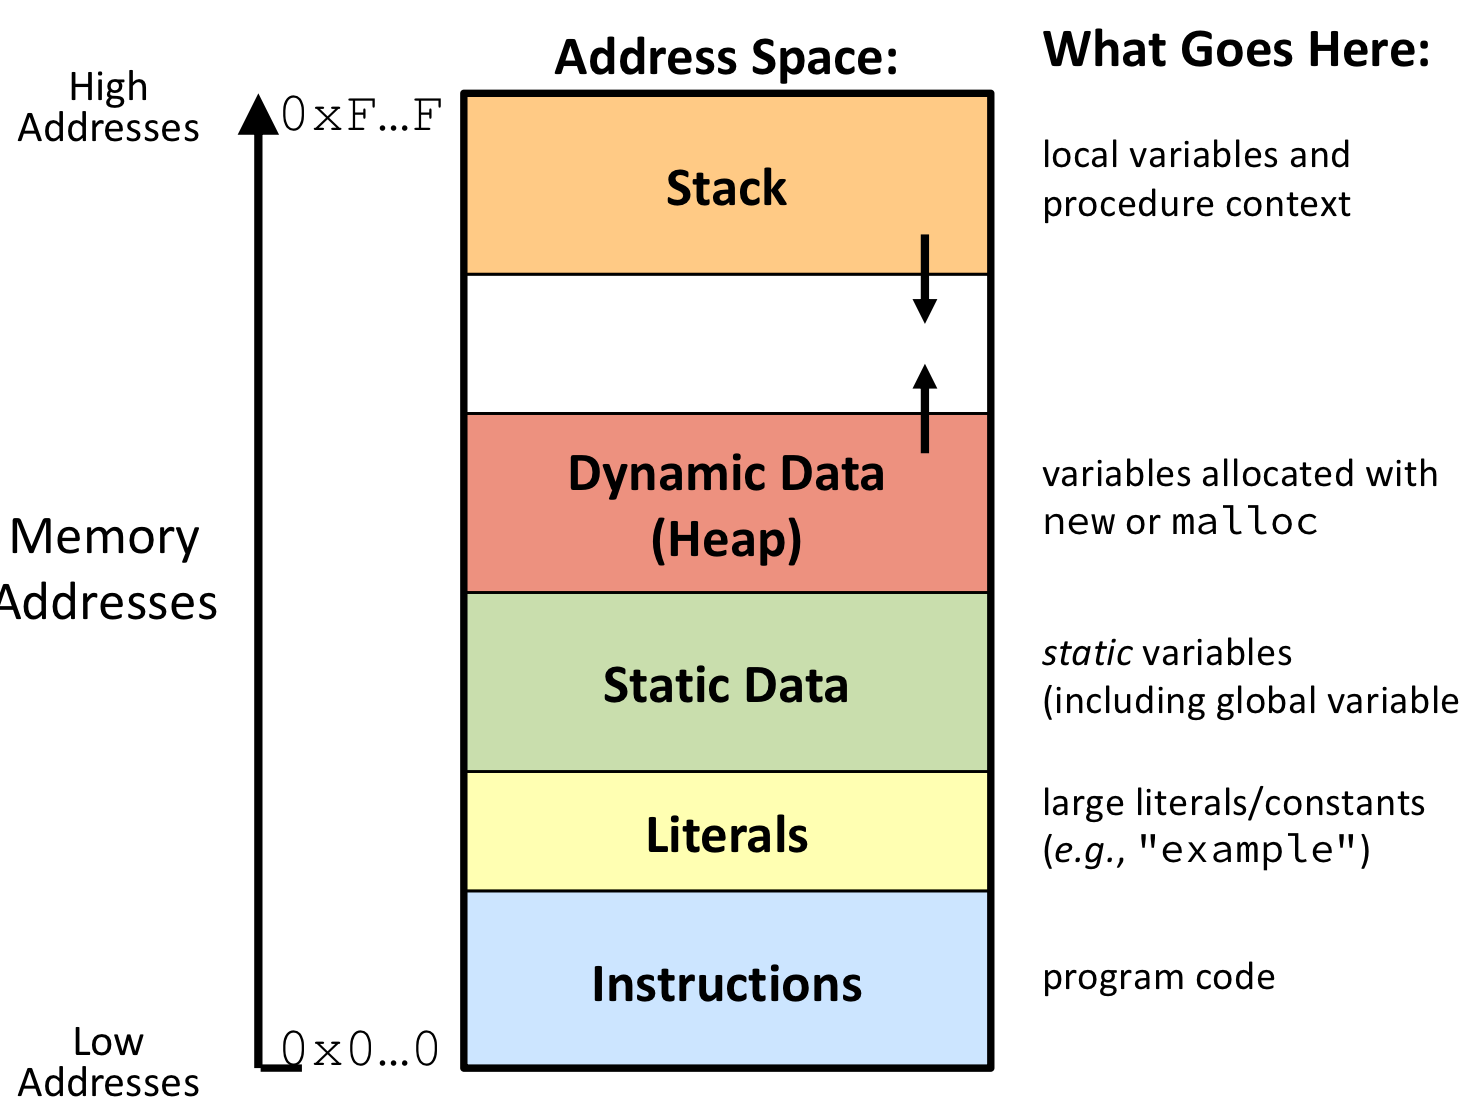 Address Space:
What Goes Here:
High
Addresses
0xF…F
Stack
local variables and
procedure context
Memory
Addresses
Dynamic Data
(Heap)
variables allocated with
new or malloc
Static Data
static variables
(including global variable
Literals
large literals/constants
(e.g., "example")
Instructions
program code
Low
Addresses
0x0…0